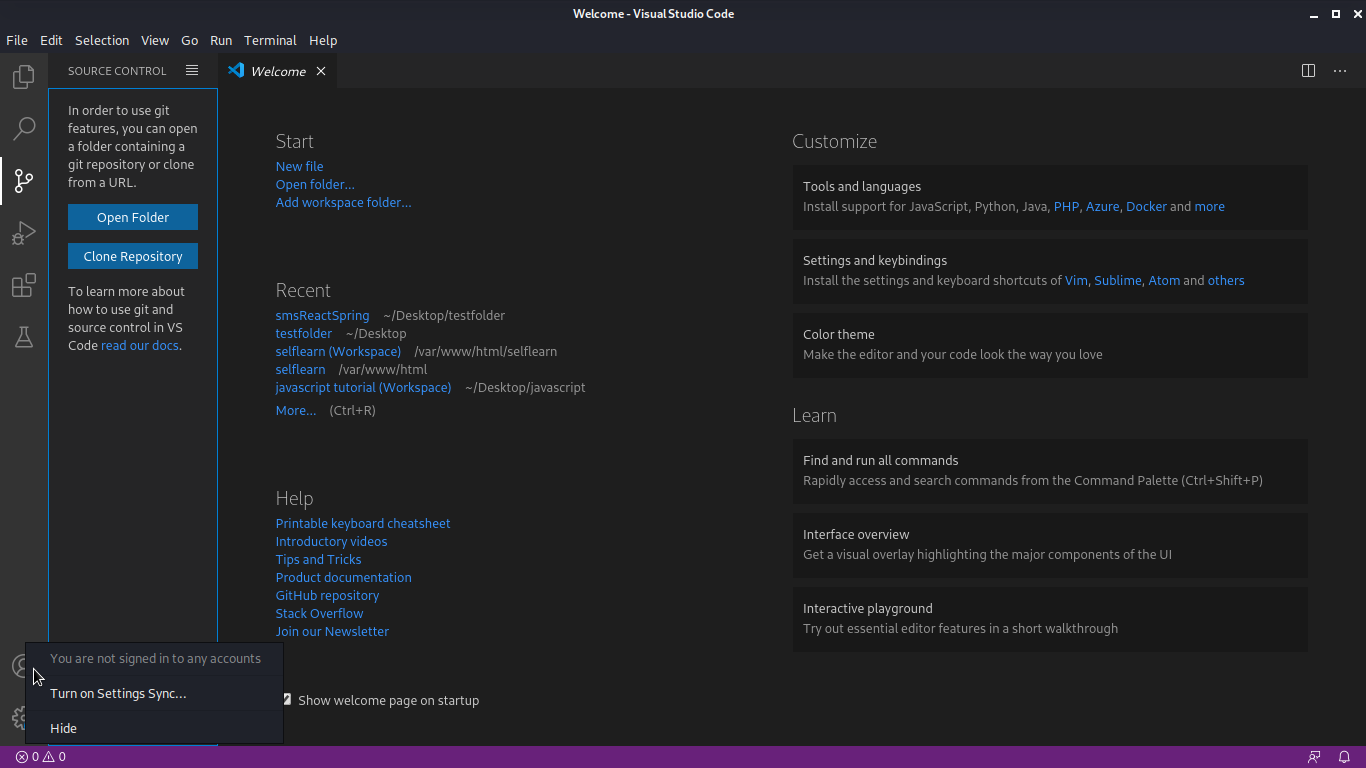 Welcome - Visual Studio Code
File Edit Selection View Go Run Terminal Help
SOURCE CONTROL
Welcome
In order to use git
features, you can open
a folder containing a
git repository or clone
from a URL.
Open Folder
Clone Repository
To learn more about
how to use git and
source control in VS
Code read our docs.
Start
New file
Open folder...
Add workspace folder...
Recent
smsReactSpring ~/Desktop/testfolder
testfolder ~/Desktop
selflearn (Workspace) /var/www/html/selflearn
selflearn /var/www/html
javascript tutorial (Workspace) ~/Desktop/javascript
More... (Ctrl+R)
Help
Printable keyboard cheatsheet
Introductory videos
Tips and Tricks
Product documentation
GitHub repository
Stack Overflow
Join our Newsletter
Show welcome page on startup
Customize
Tools and languages
Install support for JavaScript, Python, Java, PHP, Azure, Docker and more
Settings and keybindings
Install the settings and keyboard shortcuts of Vim, Sublime, Atom and others
Color theme
Make the editor and your code look the way you love
Learn
Find and run all commands
Rapidly access and search commands from the Command Palette (Ctrl+Shift+P)
Interface overview
Get a visual overlay highlighting the major components of the UI
Interactive playground
Try out essential editor features in a short walkthrough
You are not signed in to any accounts
Turn on Settings Sync...
Hide
0 0